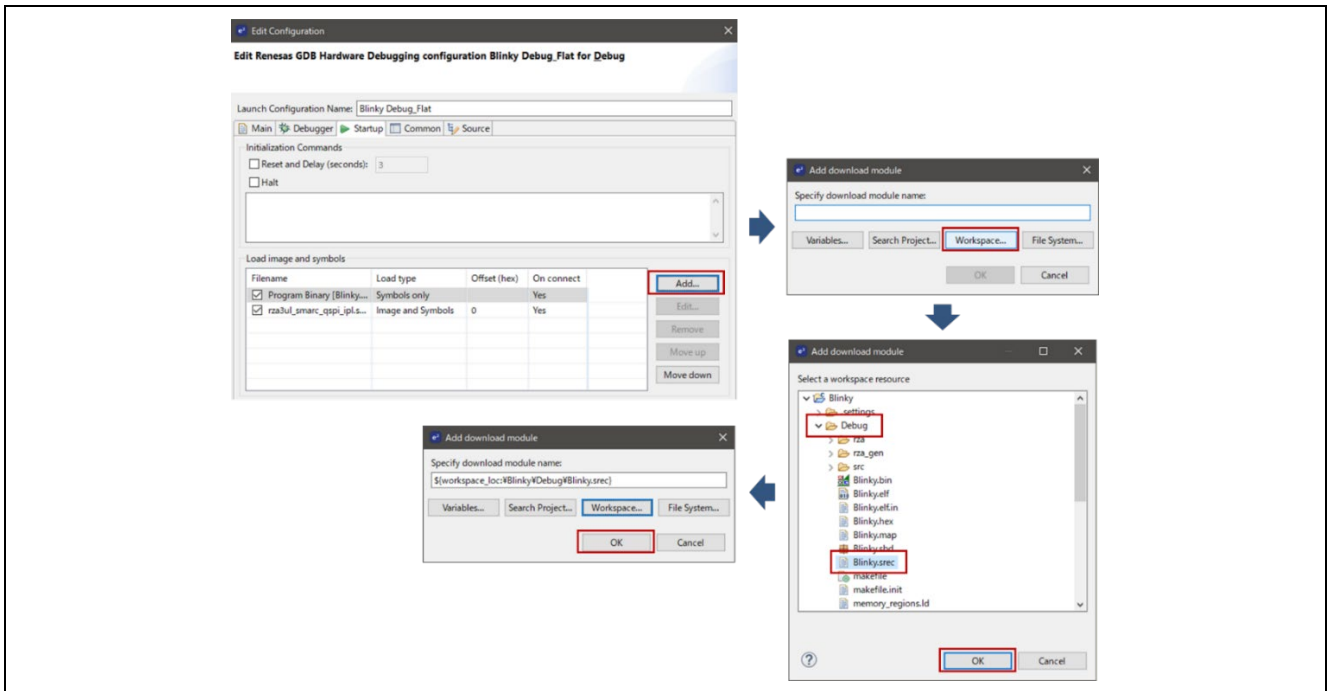 Edit Configuration
Edit Renesas GDB Hardware Debugging configuration Blinky Debug_Flat for Debug
Launch Configuration Name: Blinky Debug_Flat
Main Debugger Startup Common Source
Initialization Commands
Reset and Delay (seconds): 3
Halt
Load image and symbols
Filename Load type Offset (hex) On connect
Program Binary [Blinky.... Symbols only Yes
rza3ul_smarc_qspi_ipl.s... Image and Symbols 0 Yes
Add...
Edit...
Remove
Move up
Move down
Add download module
Specify download module name:
Variables... Search Project... Workspace... File System...
OK Cancel
Add download module
Select a workspace resource
Blinky
.settings
Debug
rza
rza_gen
src
Blinky.bin
Blinky.elf
Blinky.elf.in
Blinky.hex
Blinky.map
Blinky.sbd
Blinky.srec
makefile
makefile.init
memory_regions.ld
OK Cancel
Add download module
Specify download module name:
${workspace_loc:¥Blinky¥Debug¥Blinky.srec}
Variables... Search Project... Workspace... File System...
OK Cancel